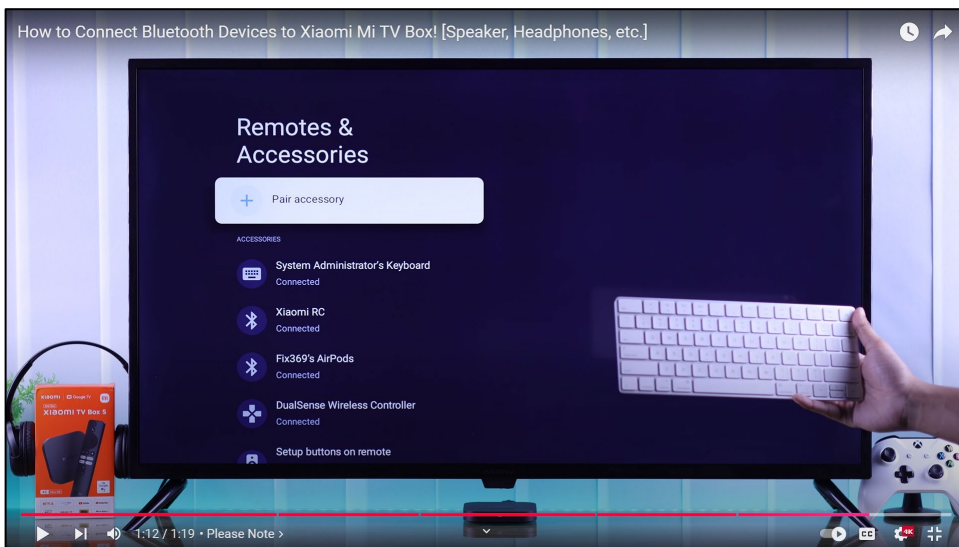 How to Connect Bluetooth Devices to Xiaomi Mi TV Box! [Speaker, Headphones, etc.]
Remotes &
Accessories
Pair accessory
ACCESSORIES
System Administrator's Keyboard
Connected
Xiaomi RC
Connected
Fix369's AirPods
Connected
DualSense Wireless Controller
Connected
Setup buttons on remote
XIAOMI
Google TV
XIAOMI TV Box S
1:12 / 1:19 • Please Note >
CC
4K